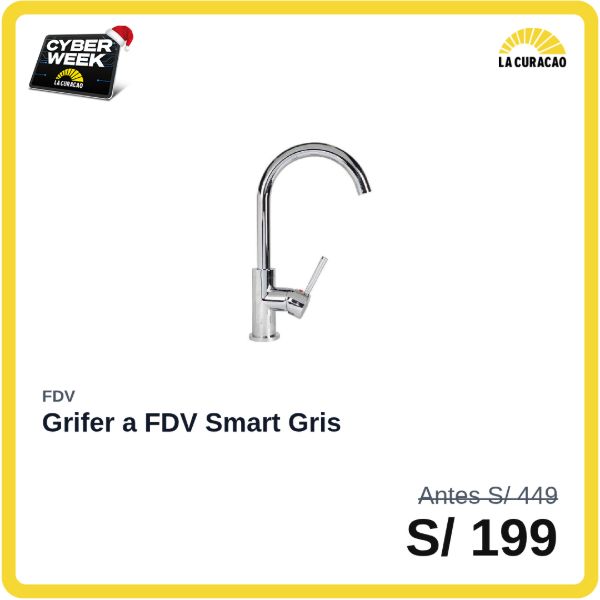 CYBER
WEEK
LA CURACAO
LA CURACAO
FDV
Grifer a FDV Smart Gris
Antes S/ 449
S/ 199